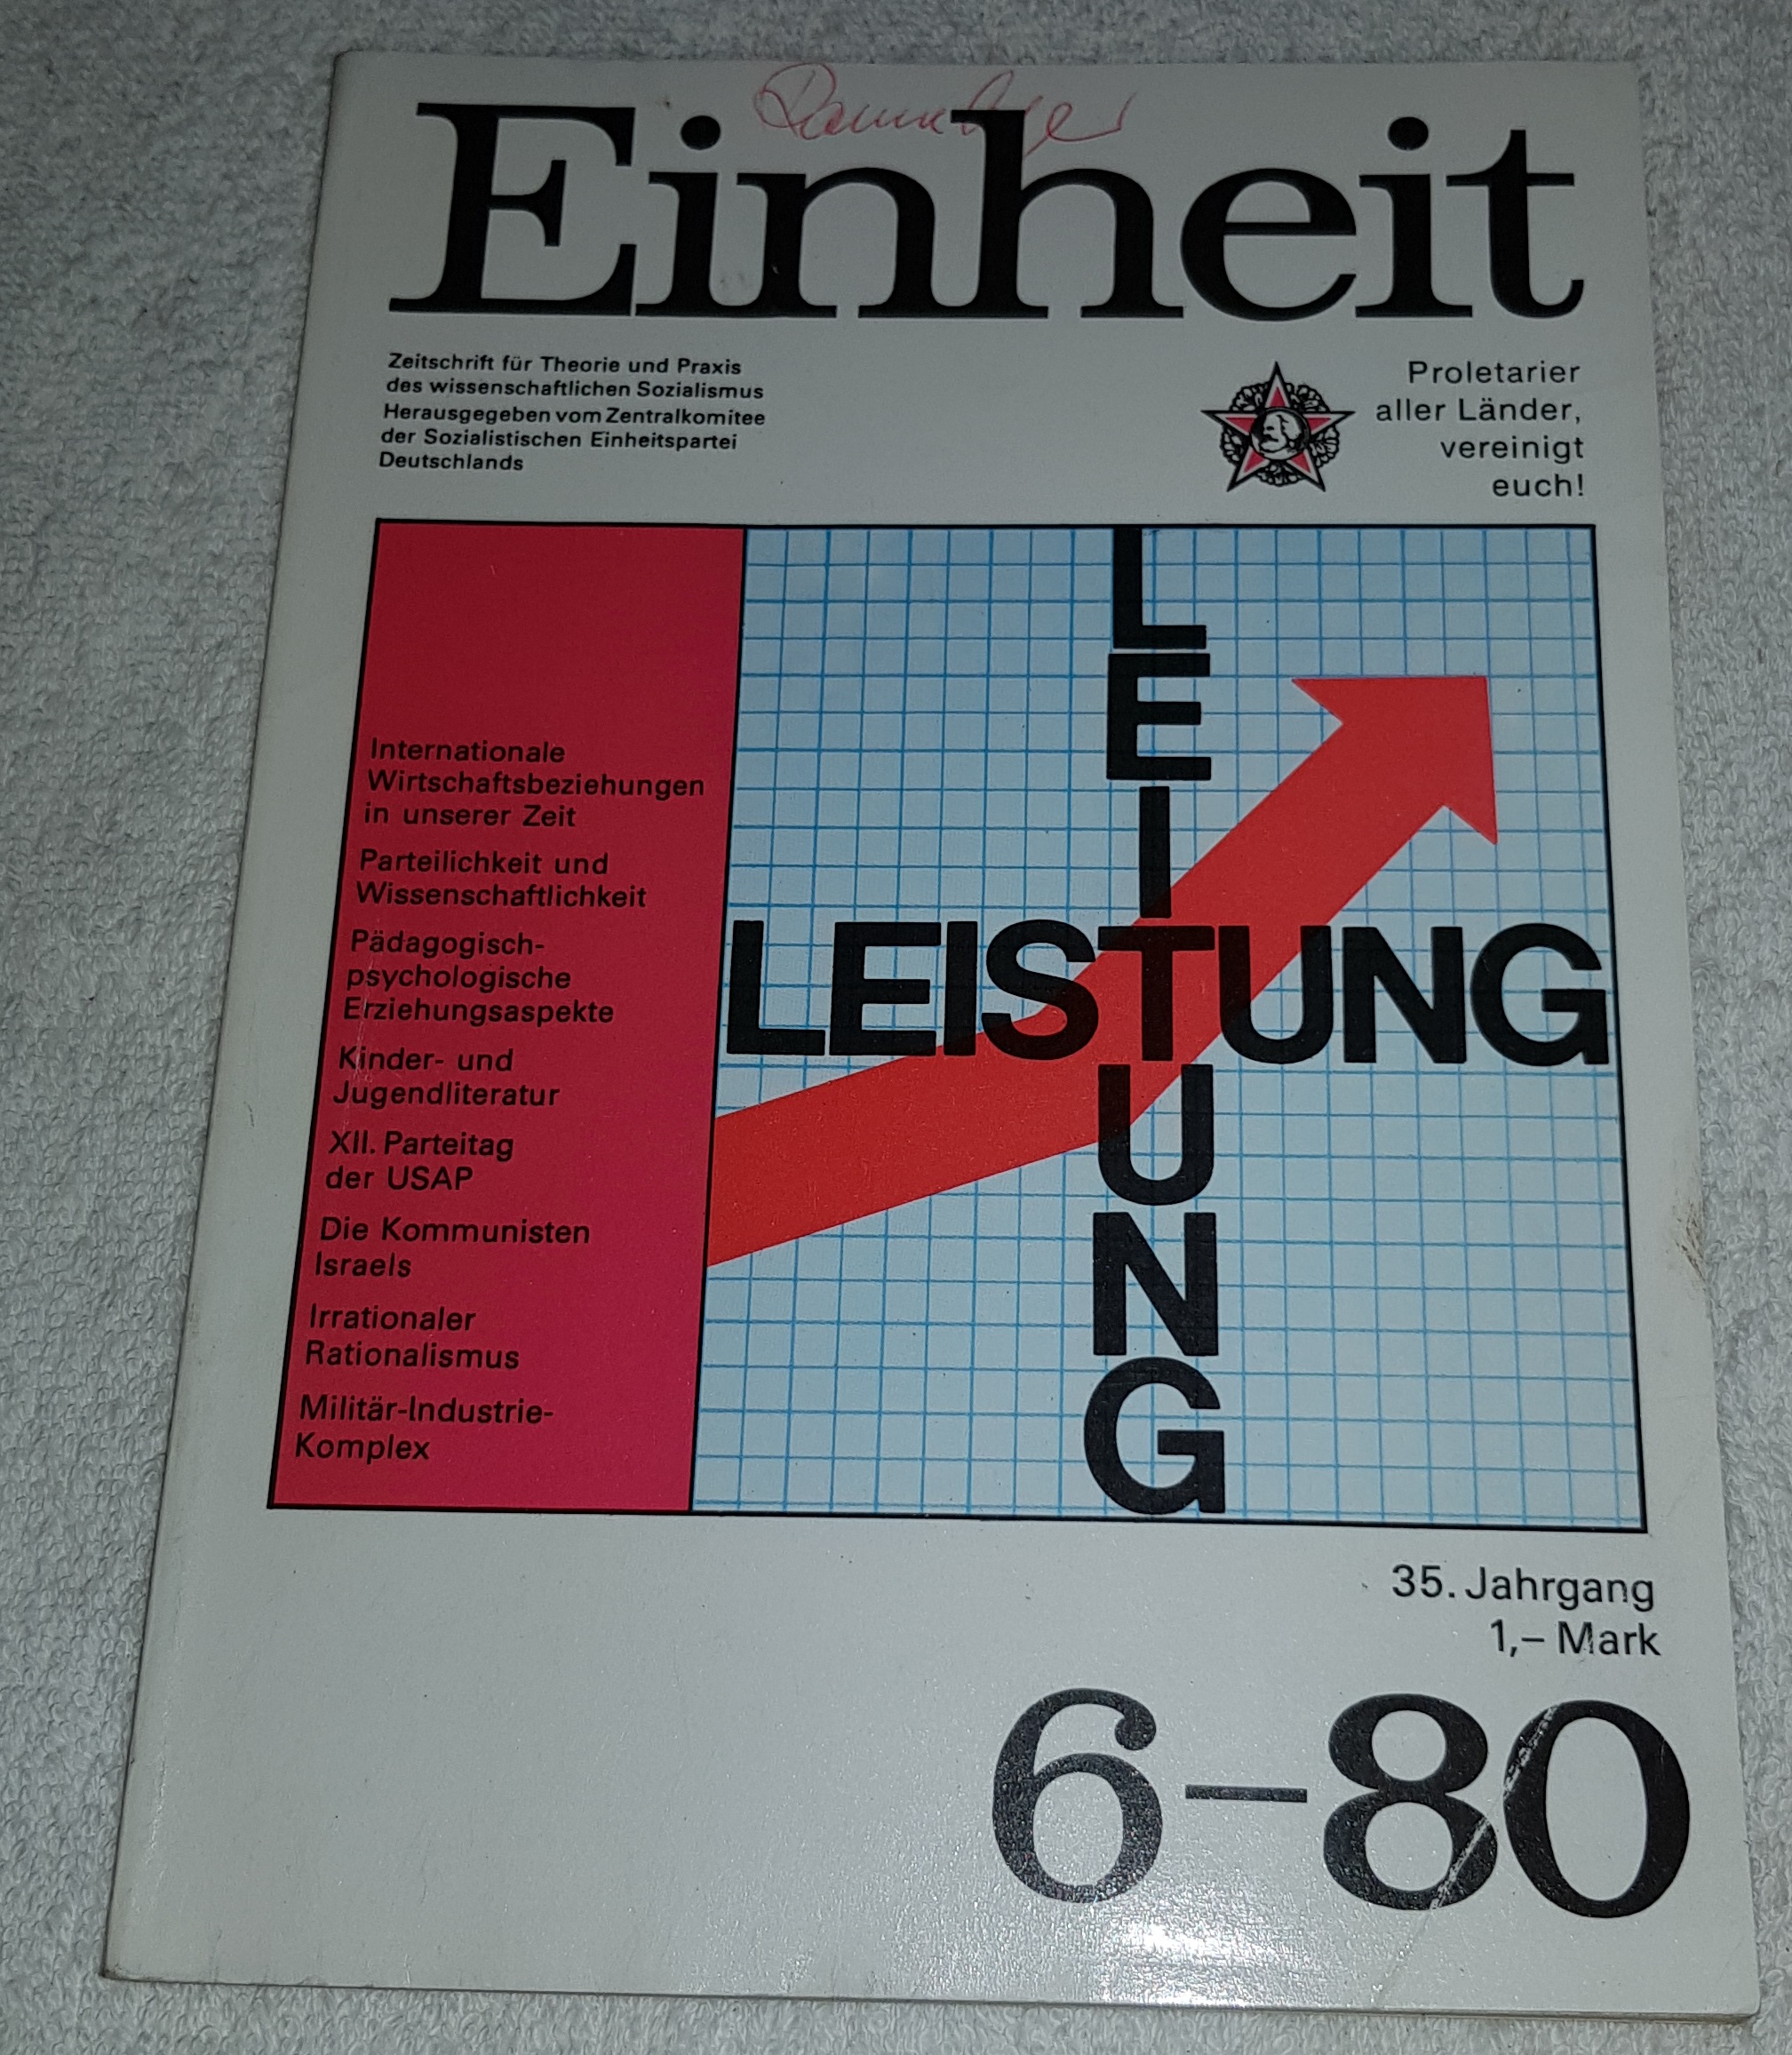 Einheit
Zeitschrift für Theorie und Praxis
des wissenschaftlichen Sozialismus
Herausgegeben vom Zentralkomitee
der Sozialistischen Einheitspartei
Deutschlands
Proletarier
aller Länder,
vereinigt
euch!
Internationale
Wirtschaftsbeziehungen
in unserer Zeit
Parteilichkeit und
Wissenschaftlichkeit
Pädagogisch-
psychologische
Erziehungsaspekte
Kinder- und
Jugendliteratur
XII. Parteitag
der USAP
Die Kommunisten
Israels
Irrationaler
Rationalismus
Militär-Industrie-
Komplex
LEITUNG
LEISTUNG
35. Jahrgang
1,– Mark
6–80